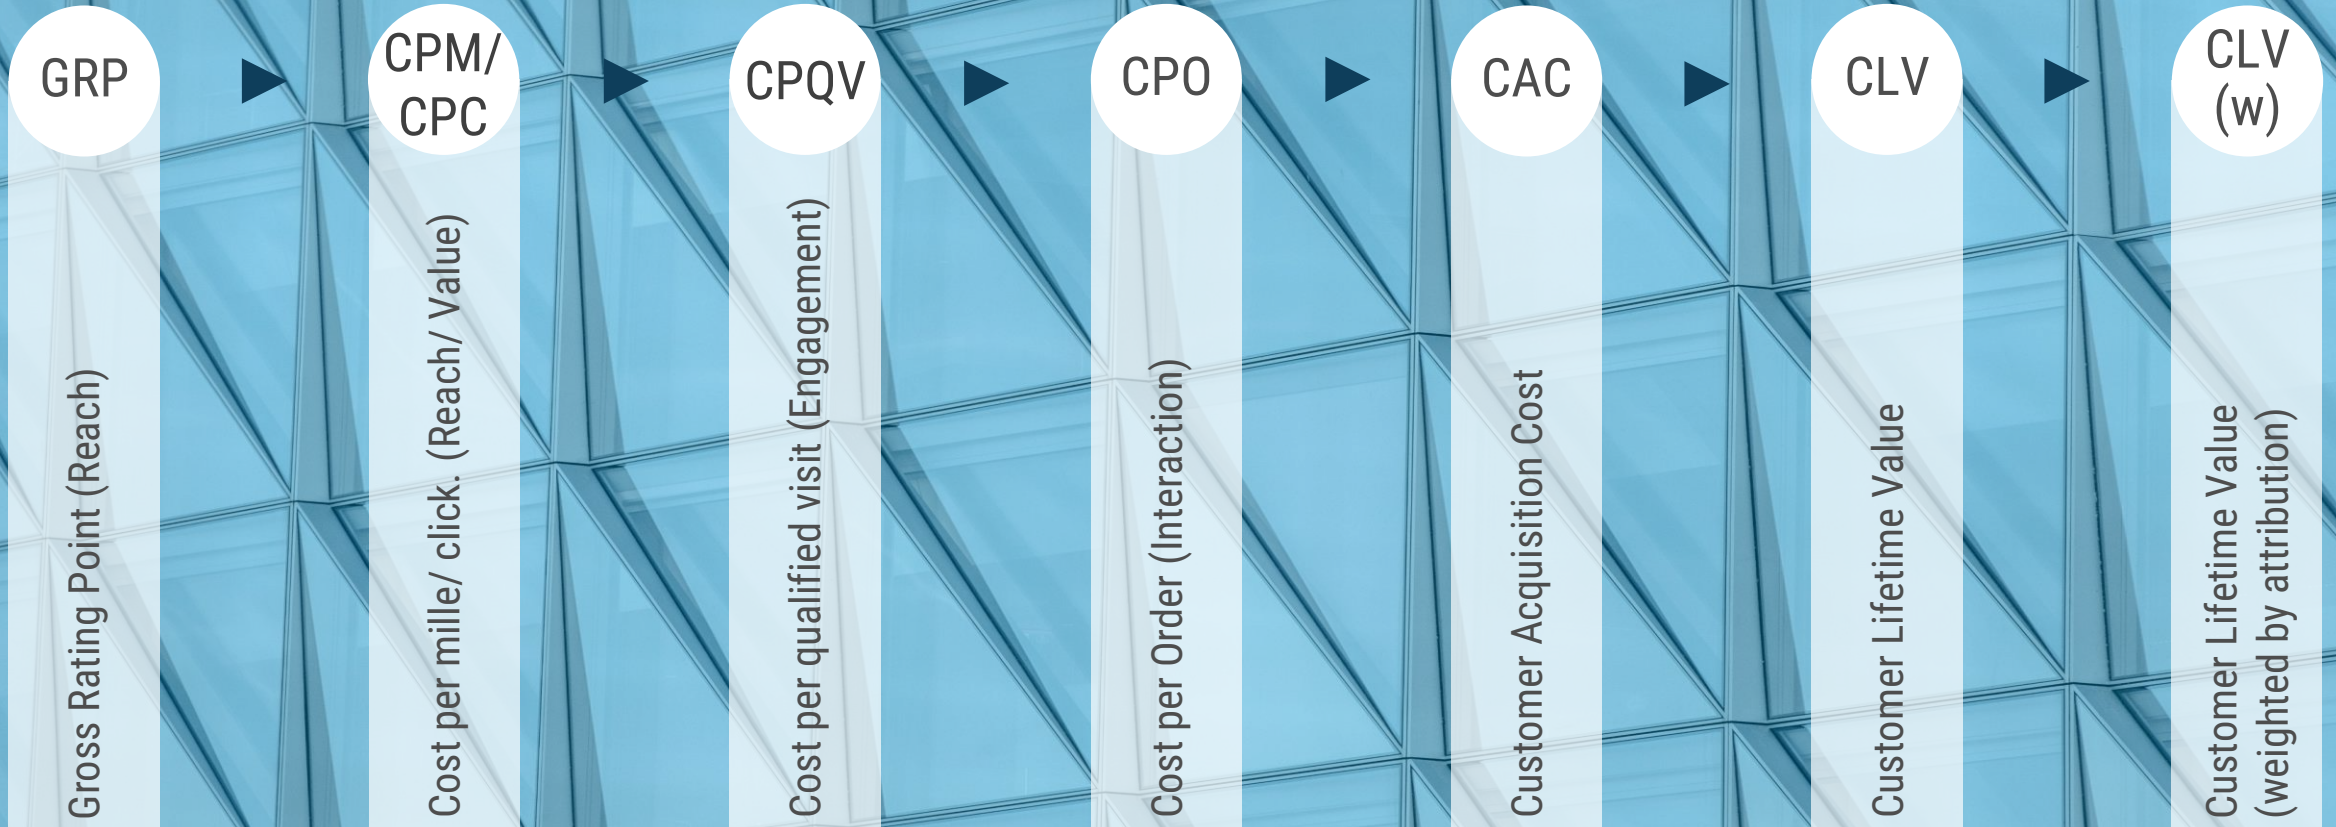 GRP
Gross Rating Point (Reach)
CPM/
CPC
Cost per mille/ click. (Reach/ Value)
CPQV
Cost per qualified visit (Engagement)
CPO
Cost per Order (Interaction)
CAC
Customer Acquisition Cost
CLV
Customer Lifetime Value
CLV
(w)
Customer Lifetime Value
(weighted by attribution)